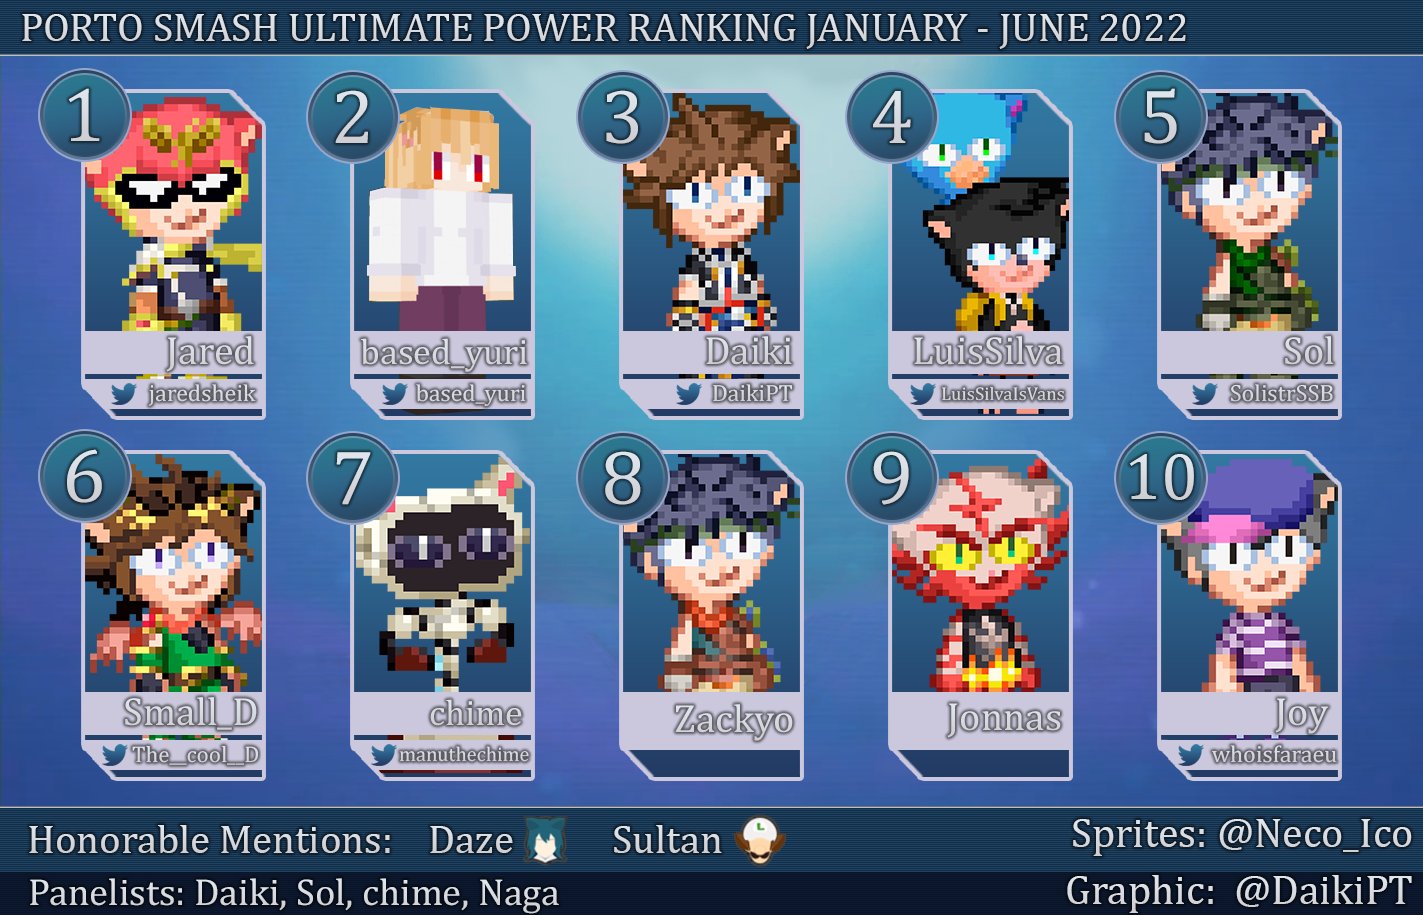 PORTO SMASH ULTIMATE POWER RANKING JANUARY - JUNE 2022
1
2
3
4
5
Jared
based_yuri
Daiki
LuisSilva
Sol
jaredsheik
based_yuri
DaikiPT
LuisSilvaIsVans
SolistrSSB
6
7
8
9
10
Small_D
chime
Zackyo
Jonnas
Joy
The__cool__D
manuthechime
whoisfaraeu
Honorable Mentions: Daze Sultan
L
Sprites: @Neco_Ico
Panelists: Daiki, Sol, chime, Naga
Graphic: @DaikiPT